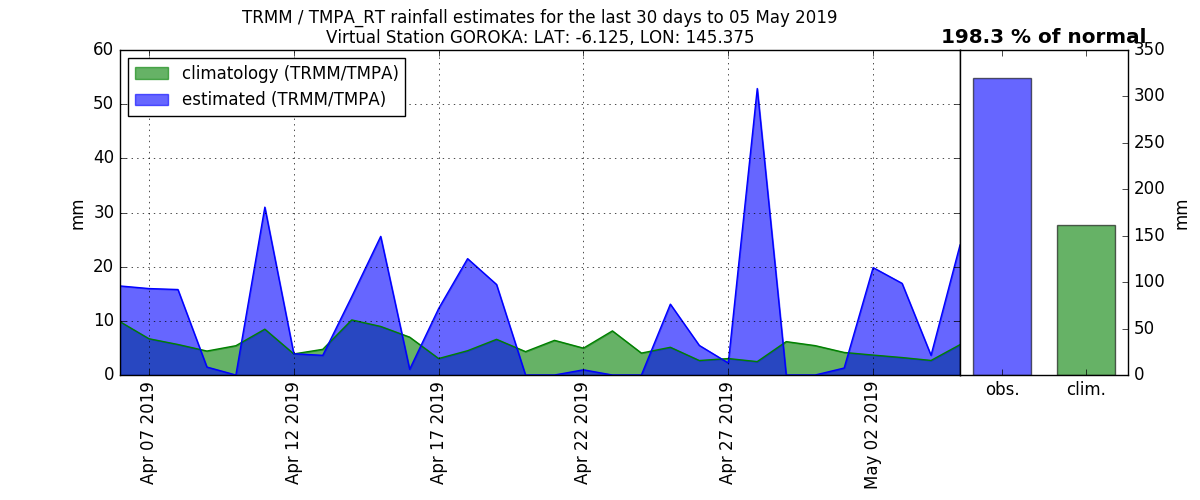 TRMM / TMPA_RT rainfall estimates for the last 30 days to 05 May 2019
Virtual Station GOROKA: LAT: -6.125, LON: 145.375
198.3 % of normal
climatology (TRMM/TMPA)
estimated (TRMM/TMPA)
60
50
40
30
20
10
0
mm
350
300
250
200
150
100
50
0
mm
Apr 07 2019
Apr 12 2019
Apr 17 2019
Apr 22 2019
Apr 27 2019
May 02 2019
obs.
clim.